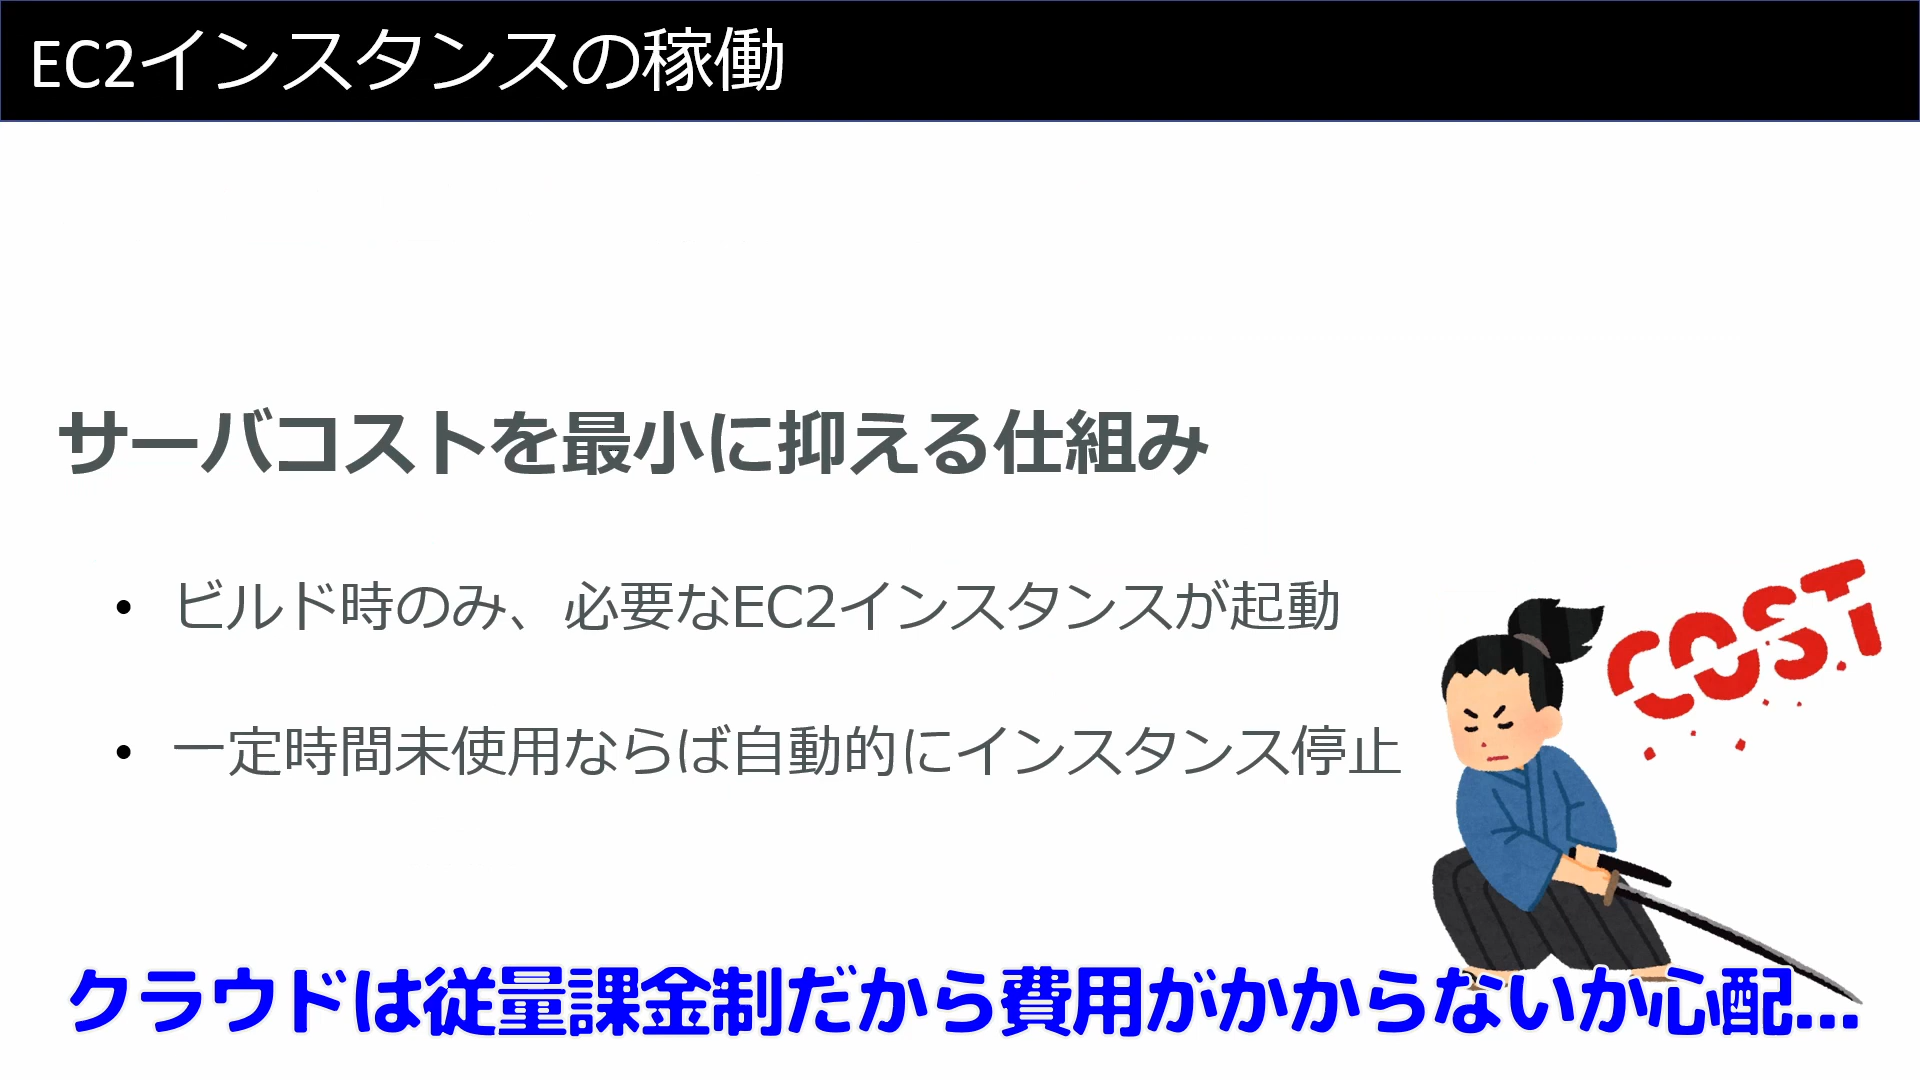 EC2インスタンスの稼働
サーバコストを最小に抑える仕組み
• ビルド時のみ、必要なEC2インスタンスが起動
• 一定時間未使用ならば自動的にインスタンス停止
COST
クラウドは従量課金制だから費用がかからないか心配...